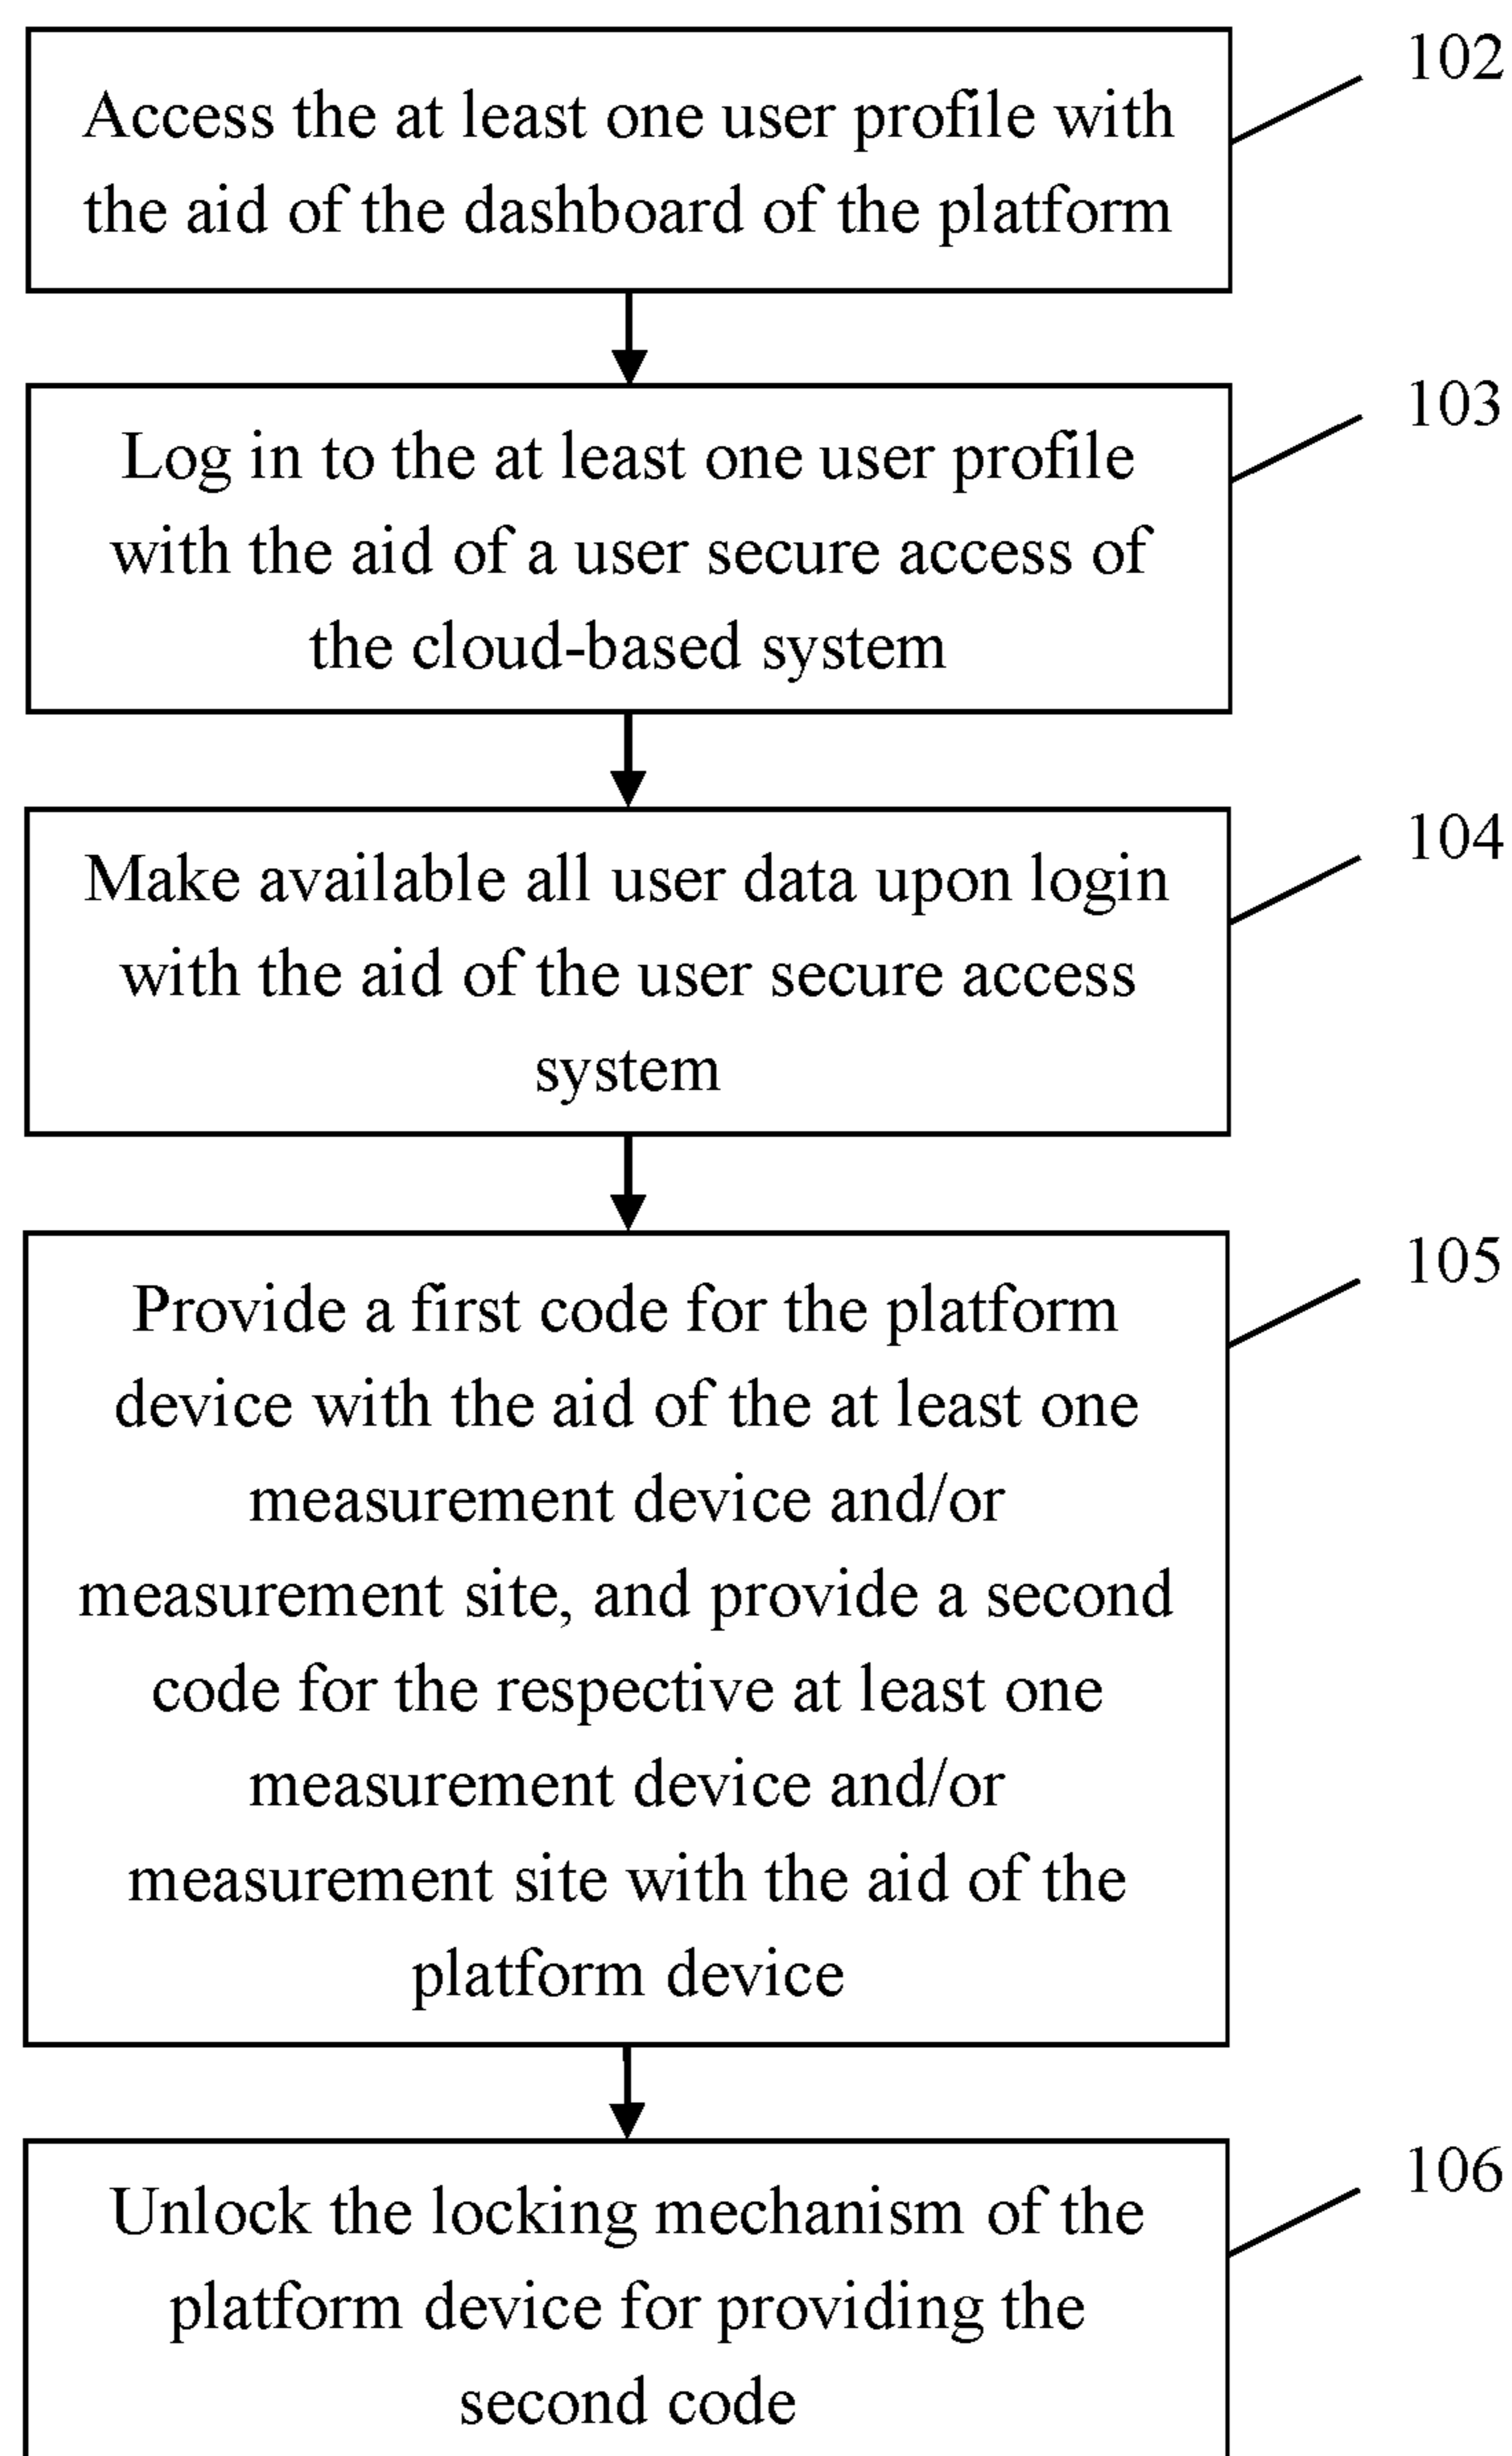 102
Access the at least one user profile with
the aid of the dashboard of the platform
103
Log in to the at least one user profile
with the aid of a user secure access of
the cloud-based system
104
Make available all user data upon login
with the aid of the user secure access
system
105
Provide a first code for the platform
device with the aid of the at least one
measurement device and/or
measurement site, and provide a second
code for the respective at least one
measurement device and/or
measurement site with the aid of the
platform device
106
Unlock the locking mechanism of the
platform device for providing the
second code